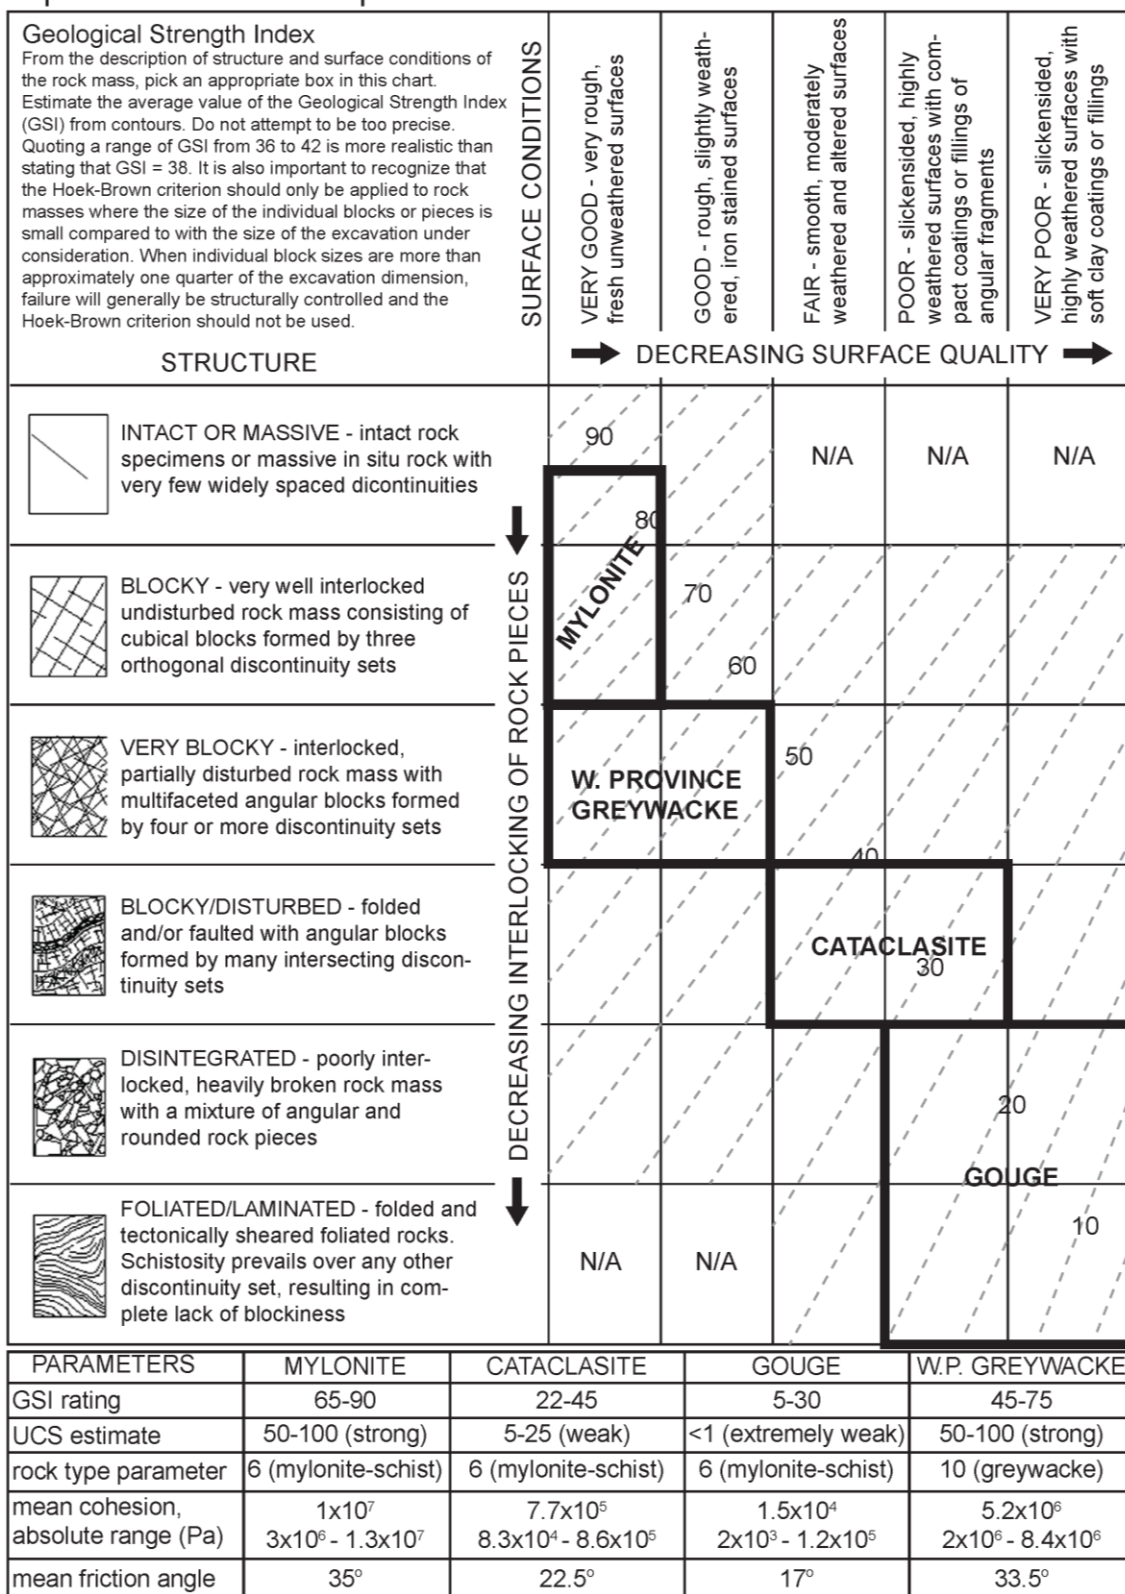 Geological Strength Index
From the description of structure and surface conditions of
the rock mass, pick an appropriate box in this chart.
Estimate the average value of the Geological Strength Index
(GSI) from contours. Do not attempt to be too precise.
Quoting a range of GSI from 36 to 42 is more realistic than
stating that GSI = 38. It is also important to recognize that
the Hoek-Brown criterion should only be applied to rock
masses where the size of the individual blocks or pieces is
small compared to with the size of the excavation under
consideration. When individual block sizes are more than
approximately one quarter of the excavation dimension,
failure will generally be structurally controlled and the
Hoek-Brown criterion should not be used.
STRUCTURE
SURFACE CONDITIONS
VERY GOOD - very rough,
fresh unweathered surfaces
GOOD - rough, slightly weath-
ered, iron stained surfaces
FAIR - smooth, moderately
weathered and altered surfaces
POOR - slickensided, highly
weathered surfaces with com-
pact coatings or fillings of
angular fragments
VERY POOR - slickensided,
highly weathered surfaces with
soft clay coatings or fillings
DECREASING SURFACE QUALITY
DECREASING INTERLOCKING OF ROCK PIECES
INTACT OR MASSIVE - intact rock
specimens or massive in situ rock with
very few widely spaced dicontinuities
90
N/A
N/A
N/A
80
MYLONITE
BLOCKY - very well interlocked
undisturbed rock mass consisting of
cubical blocks formed by three
orthogonal discontinuity sets
70
60
VERY BLOCKY - interlocked,
partially disturbed rock mass with
multifaceted angular blocks formed
by four or more discontinuity sets
W. PROVINCE
GREYWACKE
50
40
BLOCKY/DISTURBED - folded
and/or faulted with angular blocks
formed by many intersecting discon-
tinuity sets
CATACLASITE
30
DISINTEGRATED - poorly inter-
locked, heavily broken rock mass
with a mixture of angular and
rounded rock pieces
20
GOUGE
FOLIATED/LAMINATED - folded and
tectonically sheared foliated rocks.
Schistosity prevails over any other
discontinuity set, resulting in com-
plete lack of blockiness
N/A
N/A
10
PARAMETERS MYLONITE CATACLASITE GOUGE W.P. GREYWACKE
GSI rating 65-90 22-45 5-30 45-75
UCS estimate 50-100 (strong) 5-25 (weak) <1 (extremely weak) 50-100 (strong)
rock type parameter 6 (mylonite-schist) 6 (mylonite-schist) 6 (mylonite-schist) 10 (greywacke)
mean cohesion, 1x10⁷ 7.7x10⁵ 1.5x10⁴ 5.2x10⁶
absolute range (Pa) 3x10⁶ - 1.3x10⁷ 8.3x10⁴ - 8.6x10⁵ 2x10³ - 1.2x10⁵ 2x10⁶ - 8.4x10⁶
mean friction angle 35° 22.5° 17° 33.5°